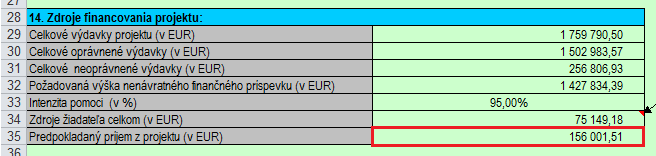 27
28 14. Zdroje financovania projektu:
29 Celkové výdavky projektu (v EUR) 1 759 790,50
30 Celkové oprávnené výdavky (v EUR) 1 502 983,57
31 Celkové neoprávnené výdavky (v EUR) 256 806,93
32 Požadovaná výška nenávratného finančného príspevku (v EUR) 1 427 834,39
33 Intenzita pomoci (v %) 95,00%
34 Zdroje žiadateľa celkom (v EUR) 75 149,18
35 Predpokladaný príjem z projektu (v EUR) 156 001,51
36